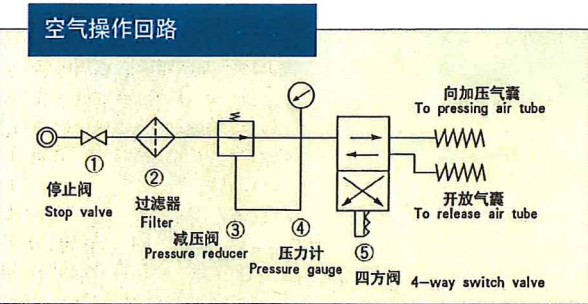 空气操作回路
向加压气囊
To pressing air tube
①
停止阀
Stop valve
②
过滤器
Filter
③
减压阀
Pressure reducer
④
压力计
Pressure gauge
开放气囊
To release air tube
⑤
四方阀 4-way switch valve